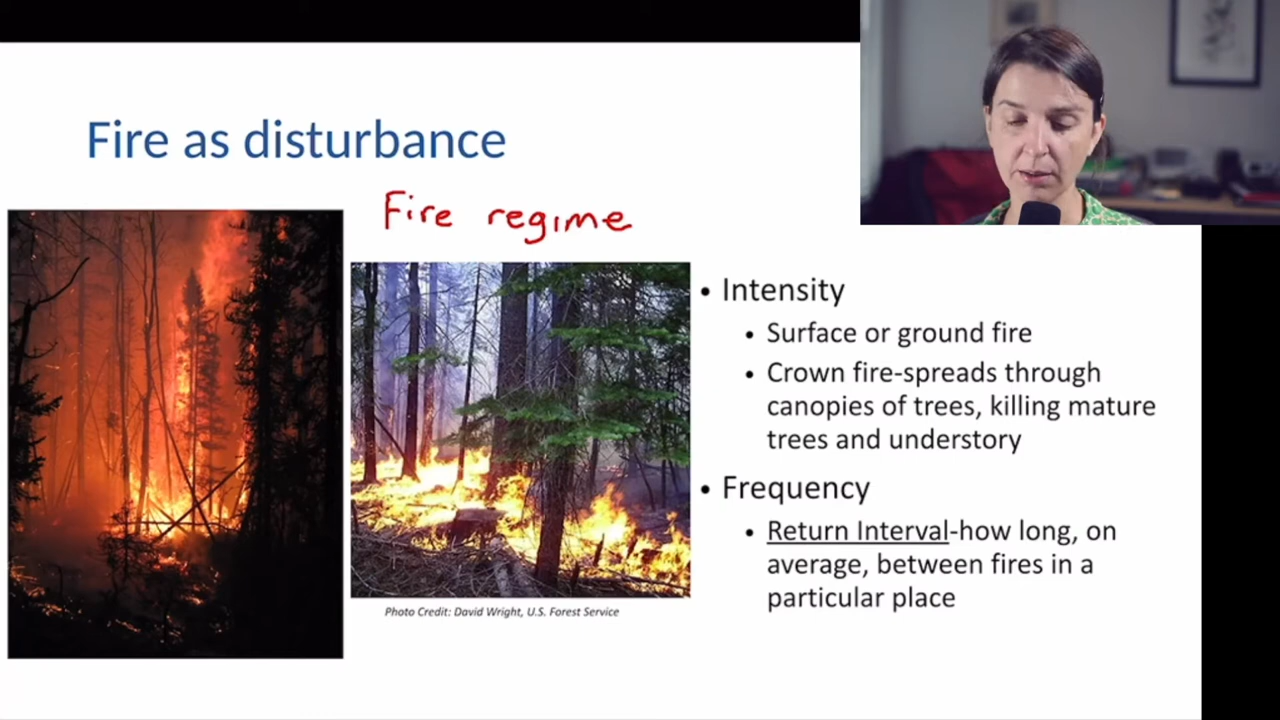 Fire as disturbance
Fire regime
• Intensity
• Surface or ground fire
• Crown fire-spreads through
canopies of trees, killing mature
trees and understory
• Frequency
• Return Interval-how long, on
average, between fires in a
particular place
Photo Credit: David Wright, U.S. Forest Service